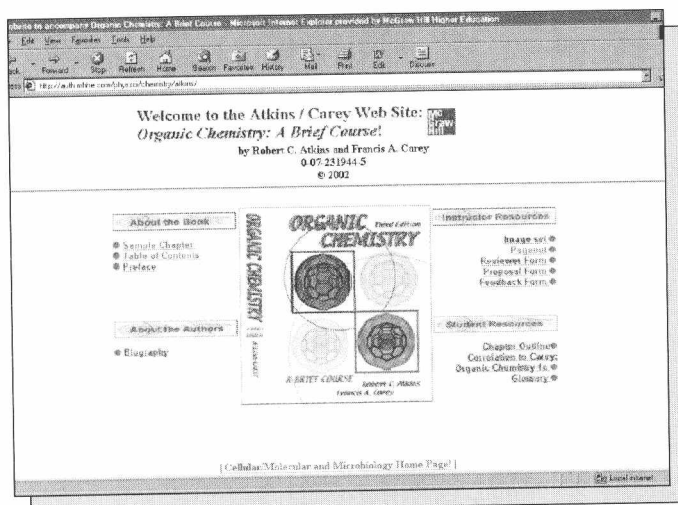 to accompany Organic Chemistry: A Brief Course - Microsoft Internet Explorer provided by McGraw Hill Higher Education
Edit View Favorites Tools Help
Forward Stop Refresh Home Search Favorites History Mail Print Edit Discuss
Welcome to the Atkins / Carey Web Site:
Organic Chemistry: A Brief Course!
by Robert C. Atkins and Francis A. Carey
0-07-231944-5
© 2002
About the Book
Sample Chapter
Table of Contents
Preface
About the Authors
Biography
ORGANIC CHEMISTRY
ORGANIC Third Edition
CHEMISTRY
A BRIEF COURSE
Robert C. Atkins
Francis A. Carey
Instructor Resources
Image set
Pageout
Reviewer Form
Proposal Form
Feedback Form
Student Resources
Chapter Outline
Correlation to Carey:
Organic Chemistry
Glossary
[ Cellular/Molecular and Microbiology Home Page! ]
Local intranet